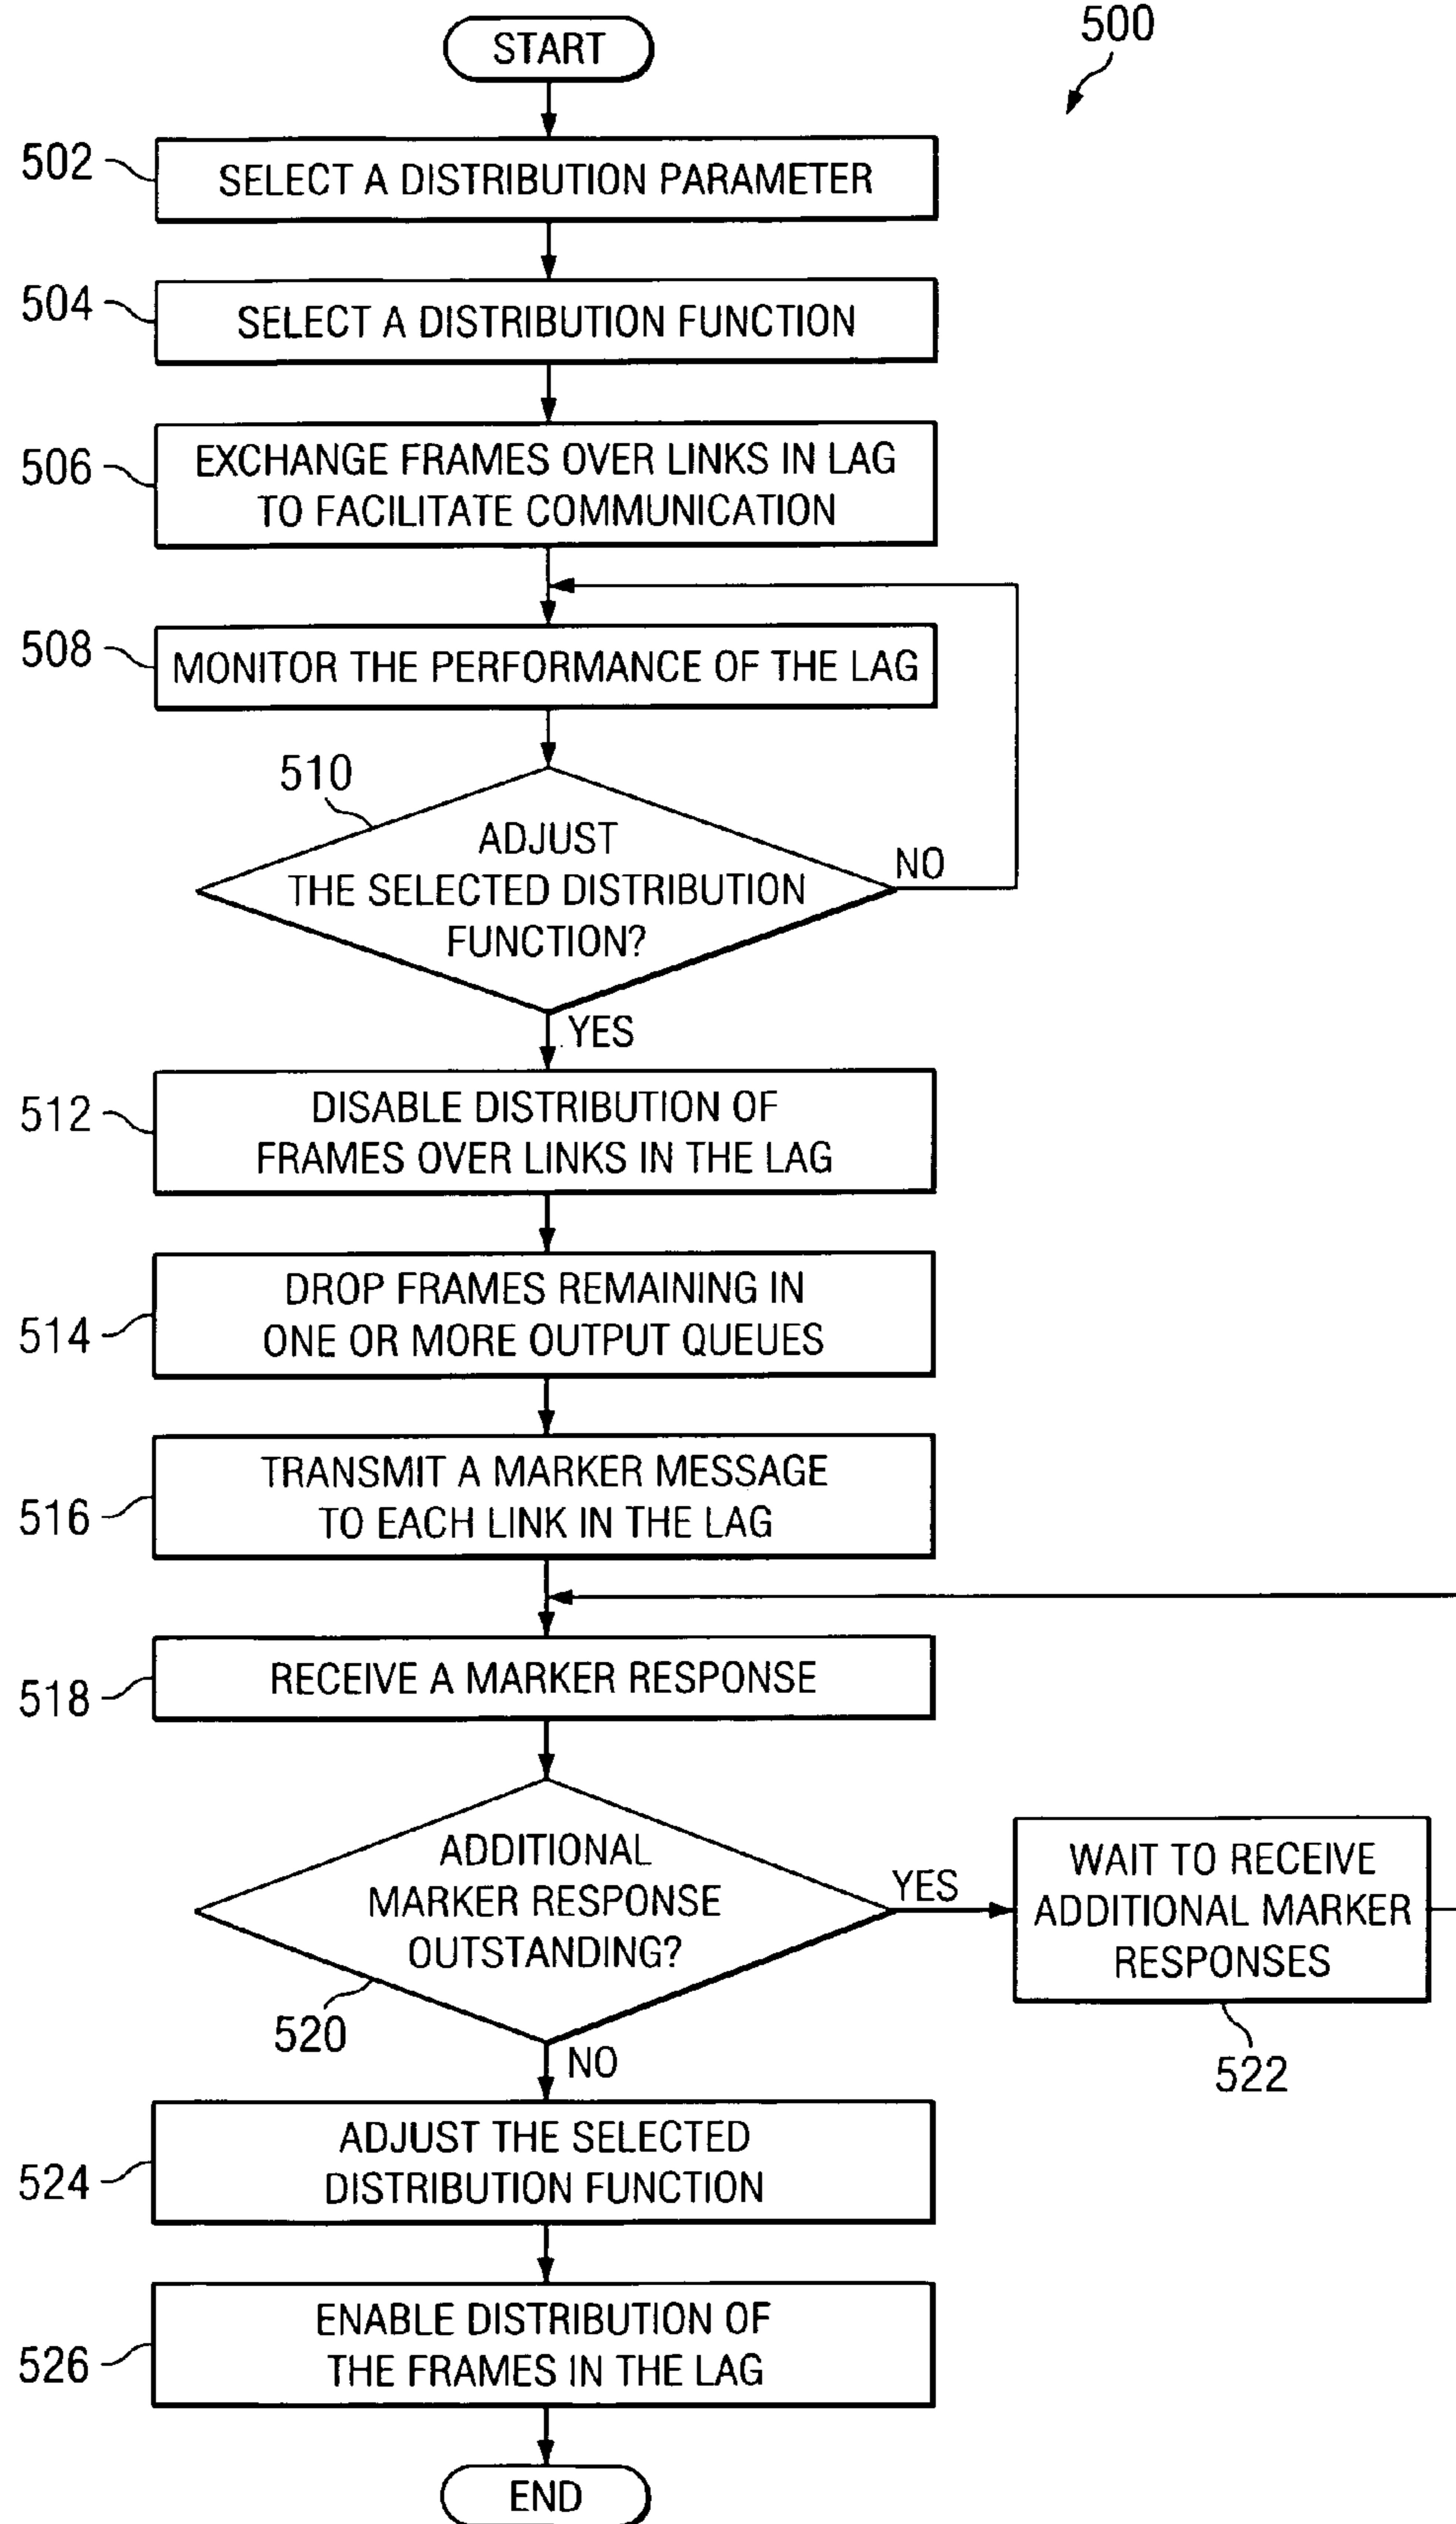 START
500
502
SELECT A DISTRIBUTION PARAMETER
504
SELECT A DISTRIBUTION FUNCTION
506
EXCHANGE FRAMES OVER LINKS IN LAG
TO FACILITATE COMMUNICATION
508
MONITOR THE PERFORMANCE OF THE LAG
510
ADJUST
THE SELECTED DISTRIBUTION
FUNCTION?
NO
YES
512
DISABLE DISTRIBUTION OF
FRAMES OVER LINKS IN THE LAG
514
DROP FRAMES REMAINING IN
ONE OR MORE OUTPUT QUEUES
516
TRANSMIT A MARKER MESSAGE
TO EACH LINK IN THE LAG
518
RECEIVE A MARKER RESPONSE
ADDITIONAL
MARKER RESPONSE
OUTSTANDING?
520
YES
WAIT TO RECEIVE
ADDITIONAL MARKER
RESPONSES
522
NO
524
ADJUST THE SELECTED
DISTRIBUTION FUNCTION
526
ENABLE DISTRIBUTION OF
THE FRAMES IN THE LAG
END